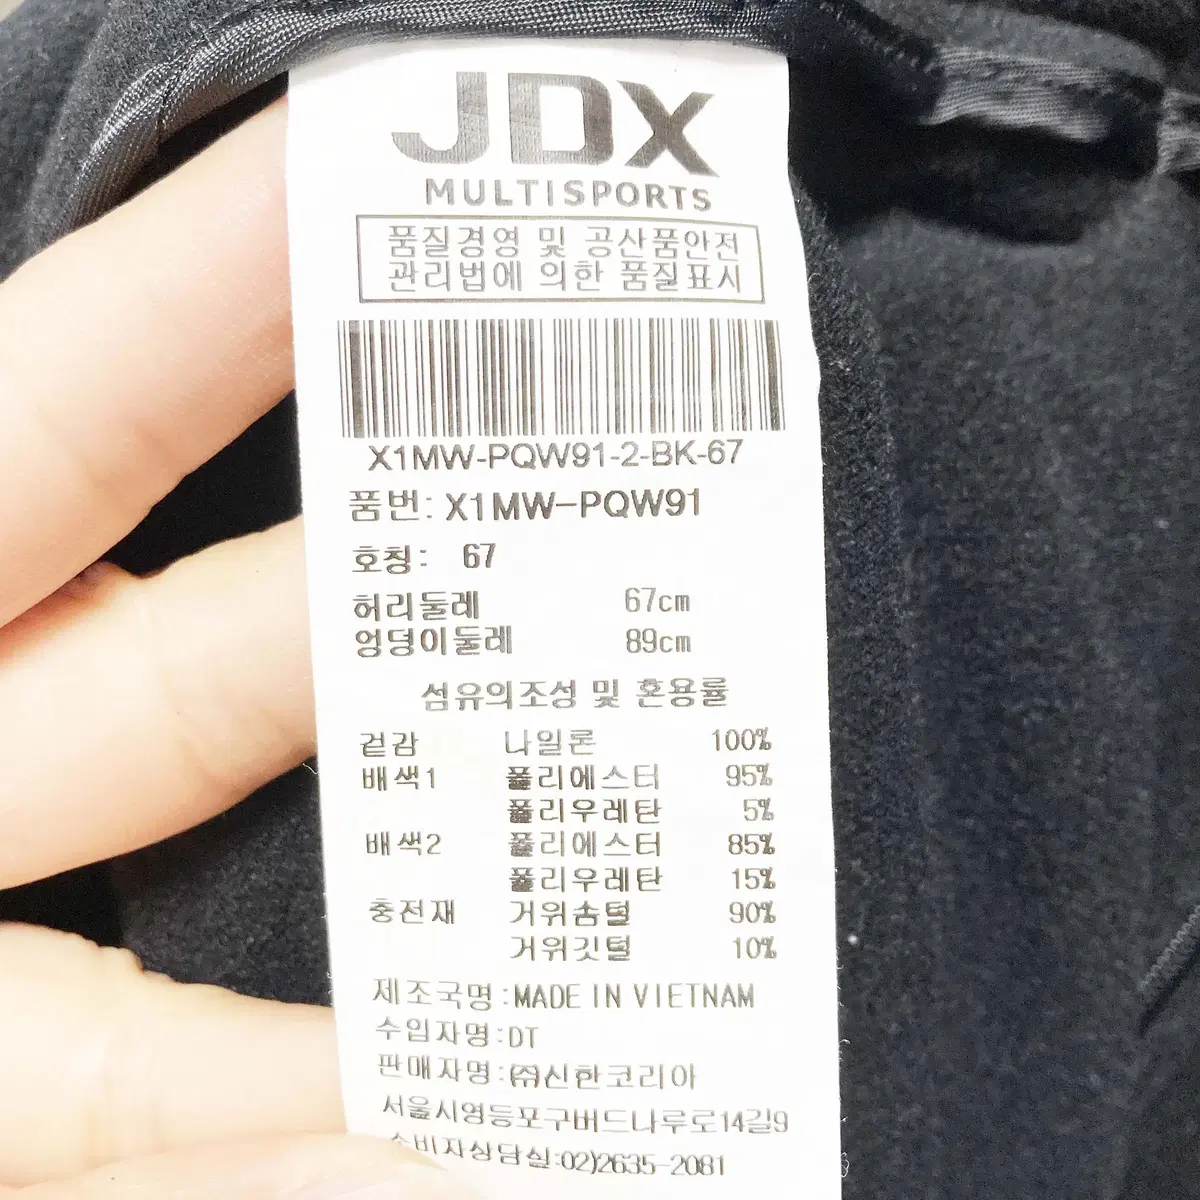 JDX
MULTISPORTS
품질경영 및 공산품안전
관리법에 의한 품질표시
X1MW-PQW91-2-BK-67
품번: X1MW-PQW91
호칭: 67
허리둘레 67cm
엉덩이둘레 89cm
섬유의조성 및 혼용률
겉감 나일론 100%
배색1 폴리에스터 95%
폴리우레탄 5%
배색2 폴리에스터 85%
폴리우레탄 15%
충전재 거위솜털 90%
거위깃털 10%
제조국명:MADE IN VIETNAM
수입자명:DT
판매자명:㈜신한코리아
서울시영등포구버드나루로14길9
소비자상담실:02)2635-2081